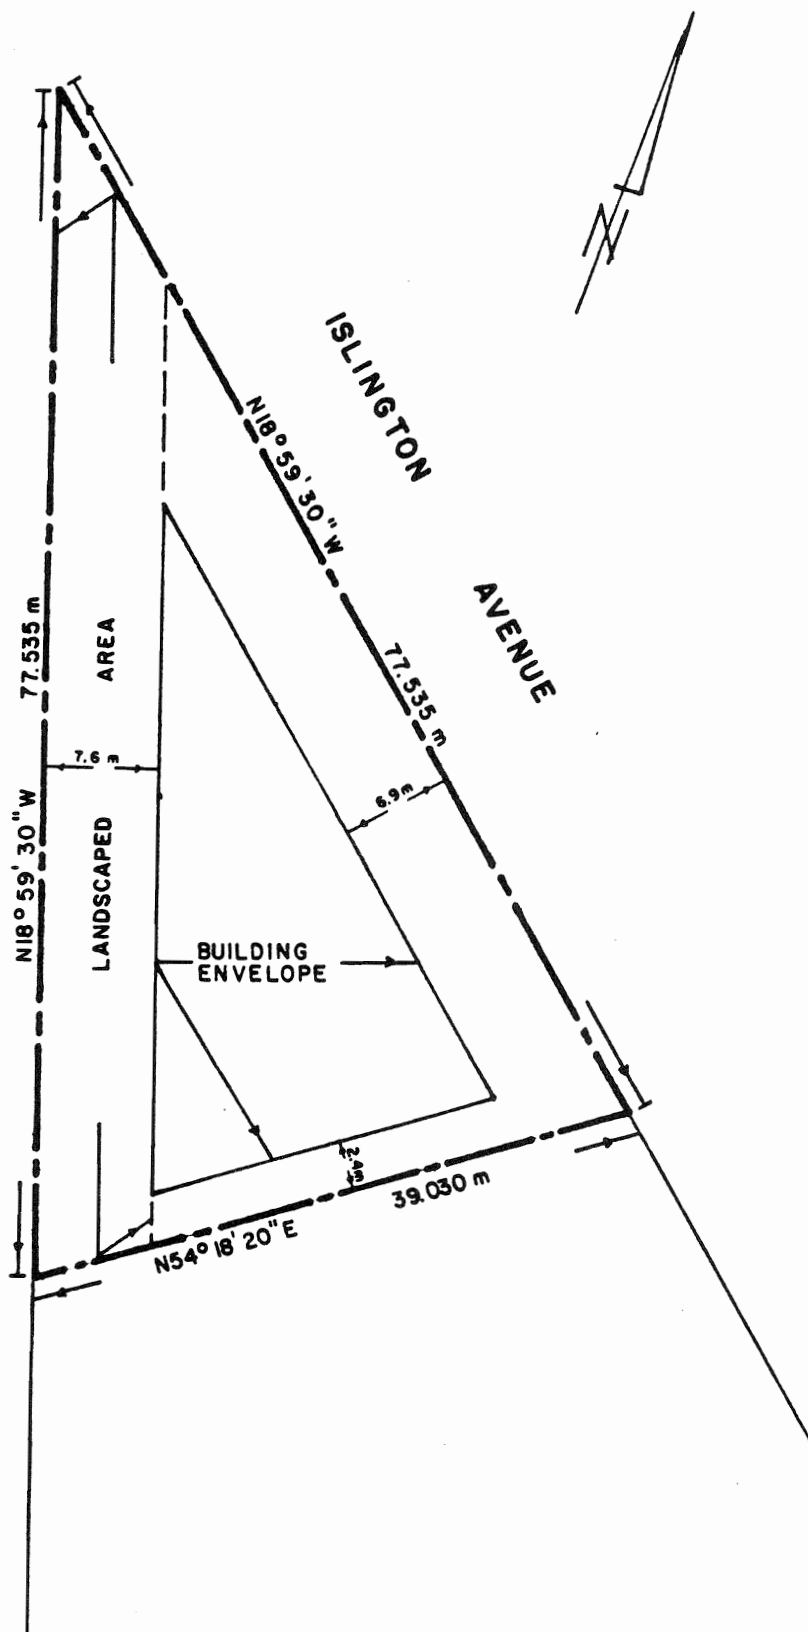 N
ISLINGTON
AVENUE
N18° 59' 30" W
77.535 m
N18° 59' 30" W
77.535 m
LANDSCAPED AREA
7.6 m
6.9 m
BUILDING
ENVELOPE
2.4m
39.030 m
N54° 18' 20" E